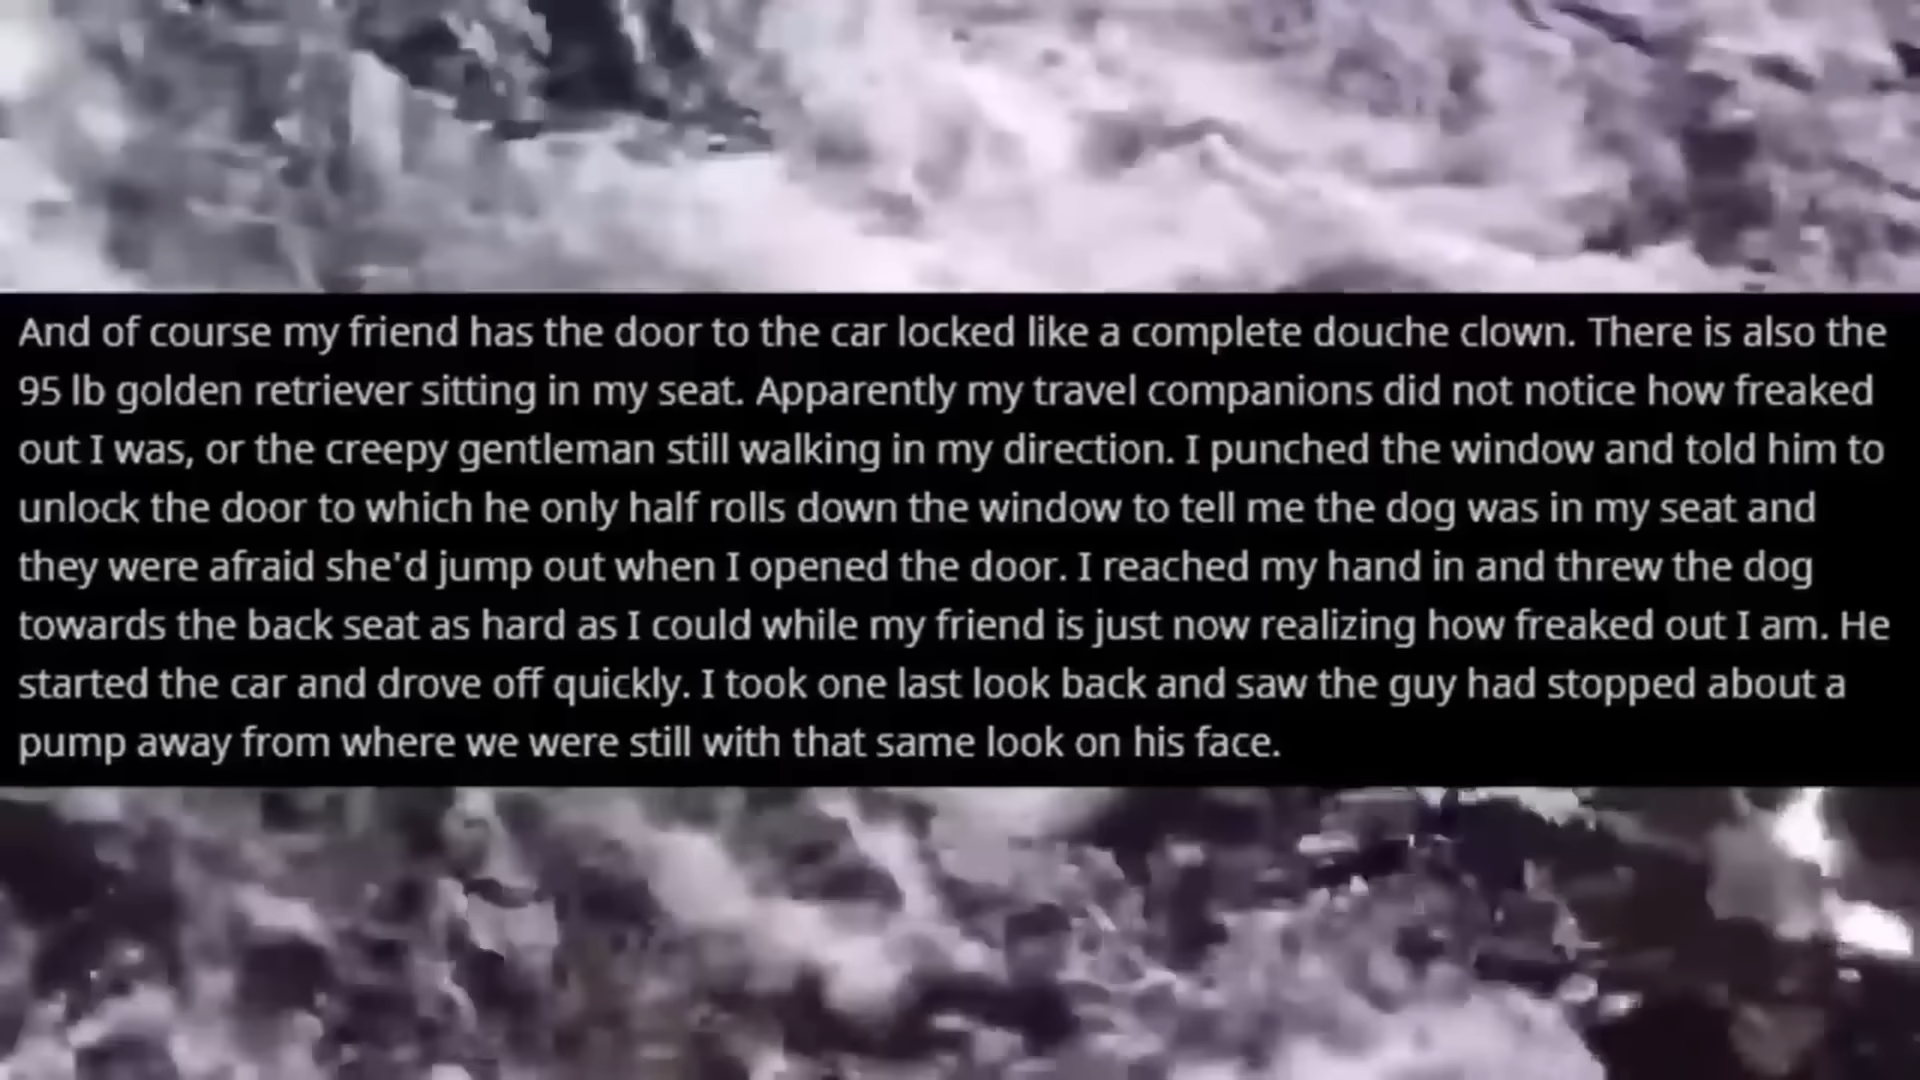 And of course my friend has the door to the car locked like a complete douche clown. There is also the
95 lb golden retriever sitting in my seat. Apparently my travel companions did not notice how freaked
out I was, or the creepy gentleman still walking in my direction. I punched the window and told him to
unlock the door to which he only half rolls down the window to tell me the dog was in my seat and
they were afraid she'd jump out when I opened the door. I reached my hand in and threw the dog
towards the back seat as hard as I could while my friend is just now realizing how freaked out I am. He
started the car and drove off quickly. I took one last look back and saw the guy had stopped about a
pump away from where we were still with that same look on his face.